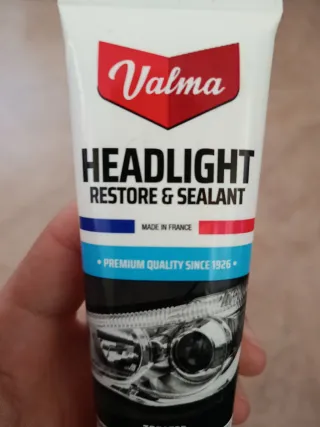 Valma
HEADLIGHT
RESTORE & SEALANT
MADE IN FRANCE
• PREMIUM QUALITY SINCE 1926 •